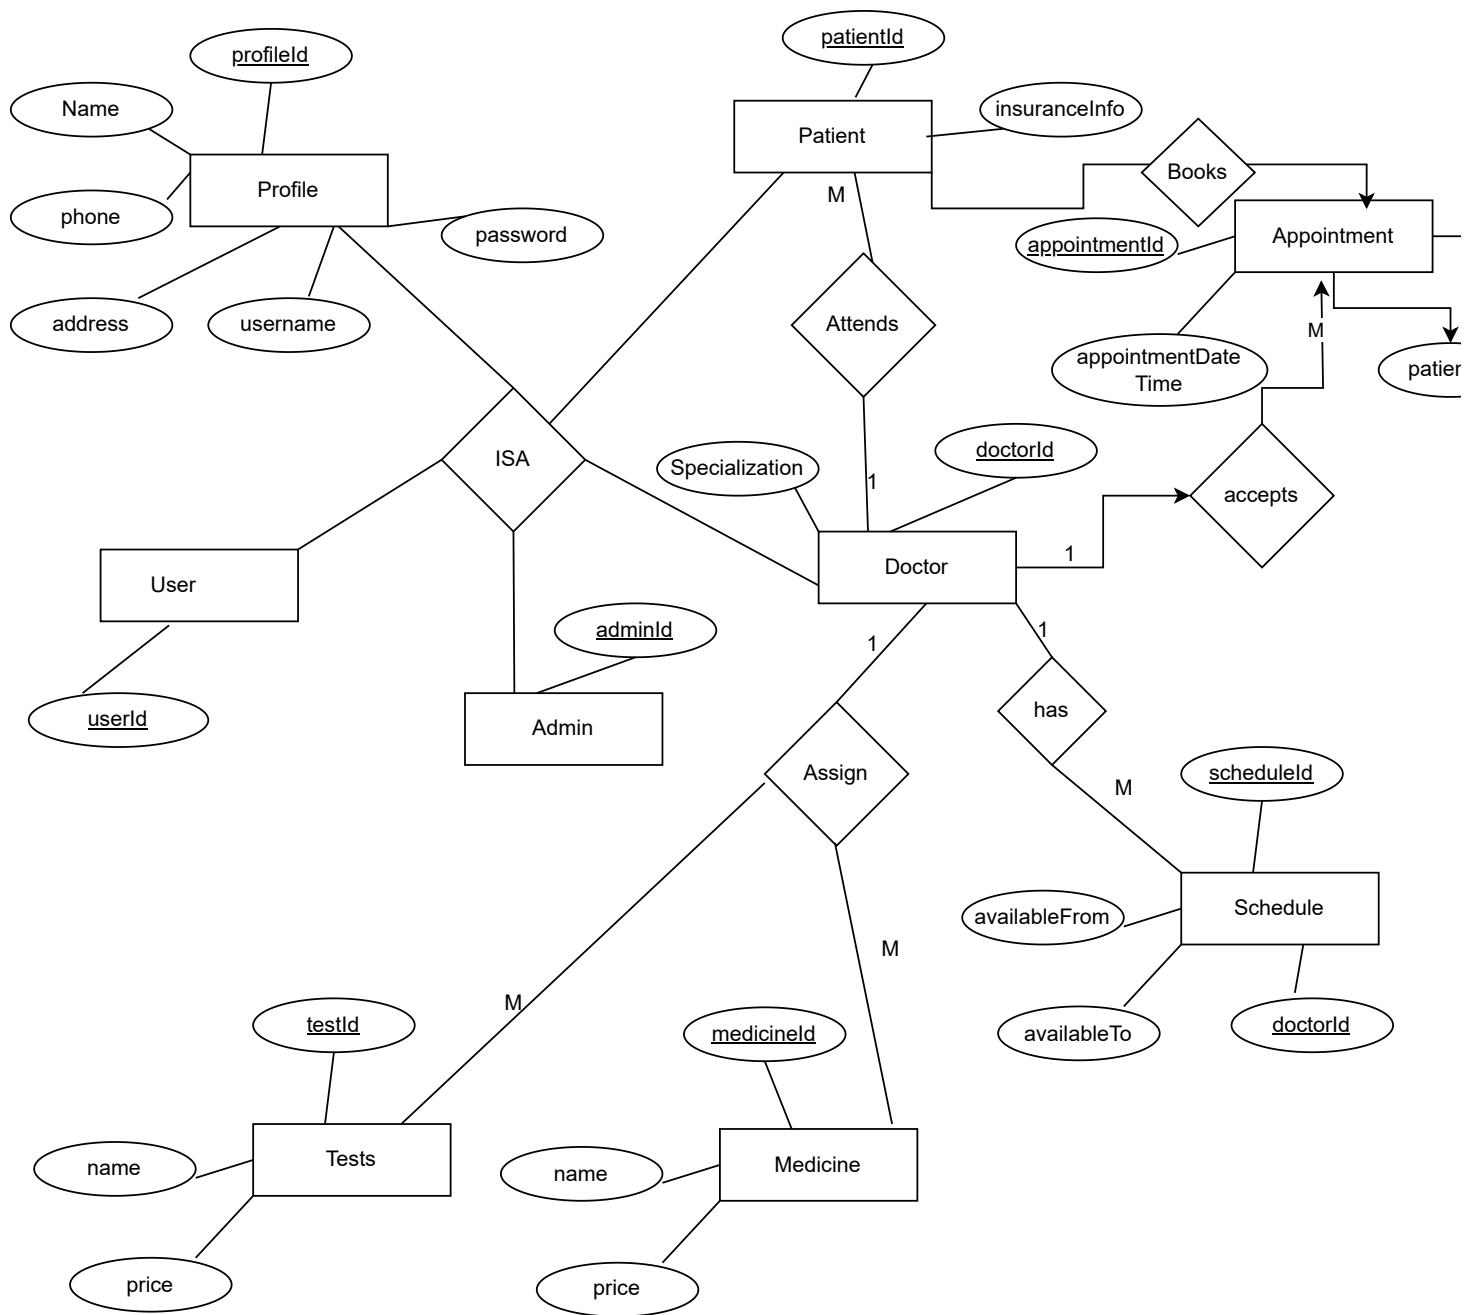 patientId
profileId
Name
insuranceInfo
Patient
Books
Profile
M
phone
password
appointmentId
Appointment
address
username
Attends
M
appointmentDate
Time
ISA
Specialization
doctorId
1
accepts
User
Doctor
1
adminId
1
1
userId
Admin
has
Assign
scheduleId
M
availableFrom
Schedule
M
M
testId
medicineId
availableTo
doctorId
name
Tests
name
Medicine
price
price